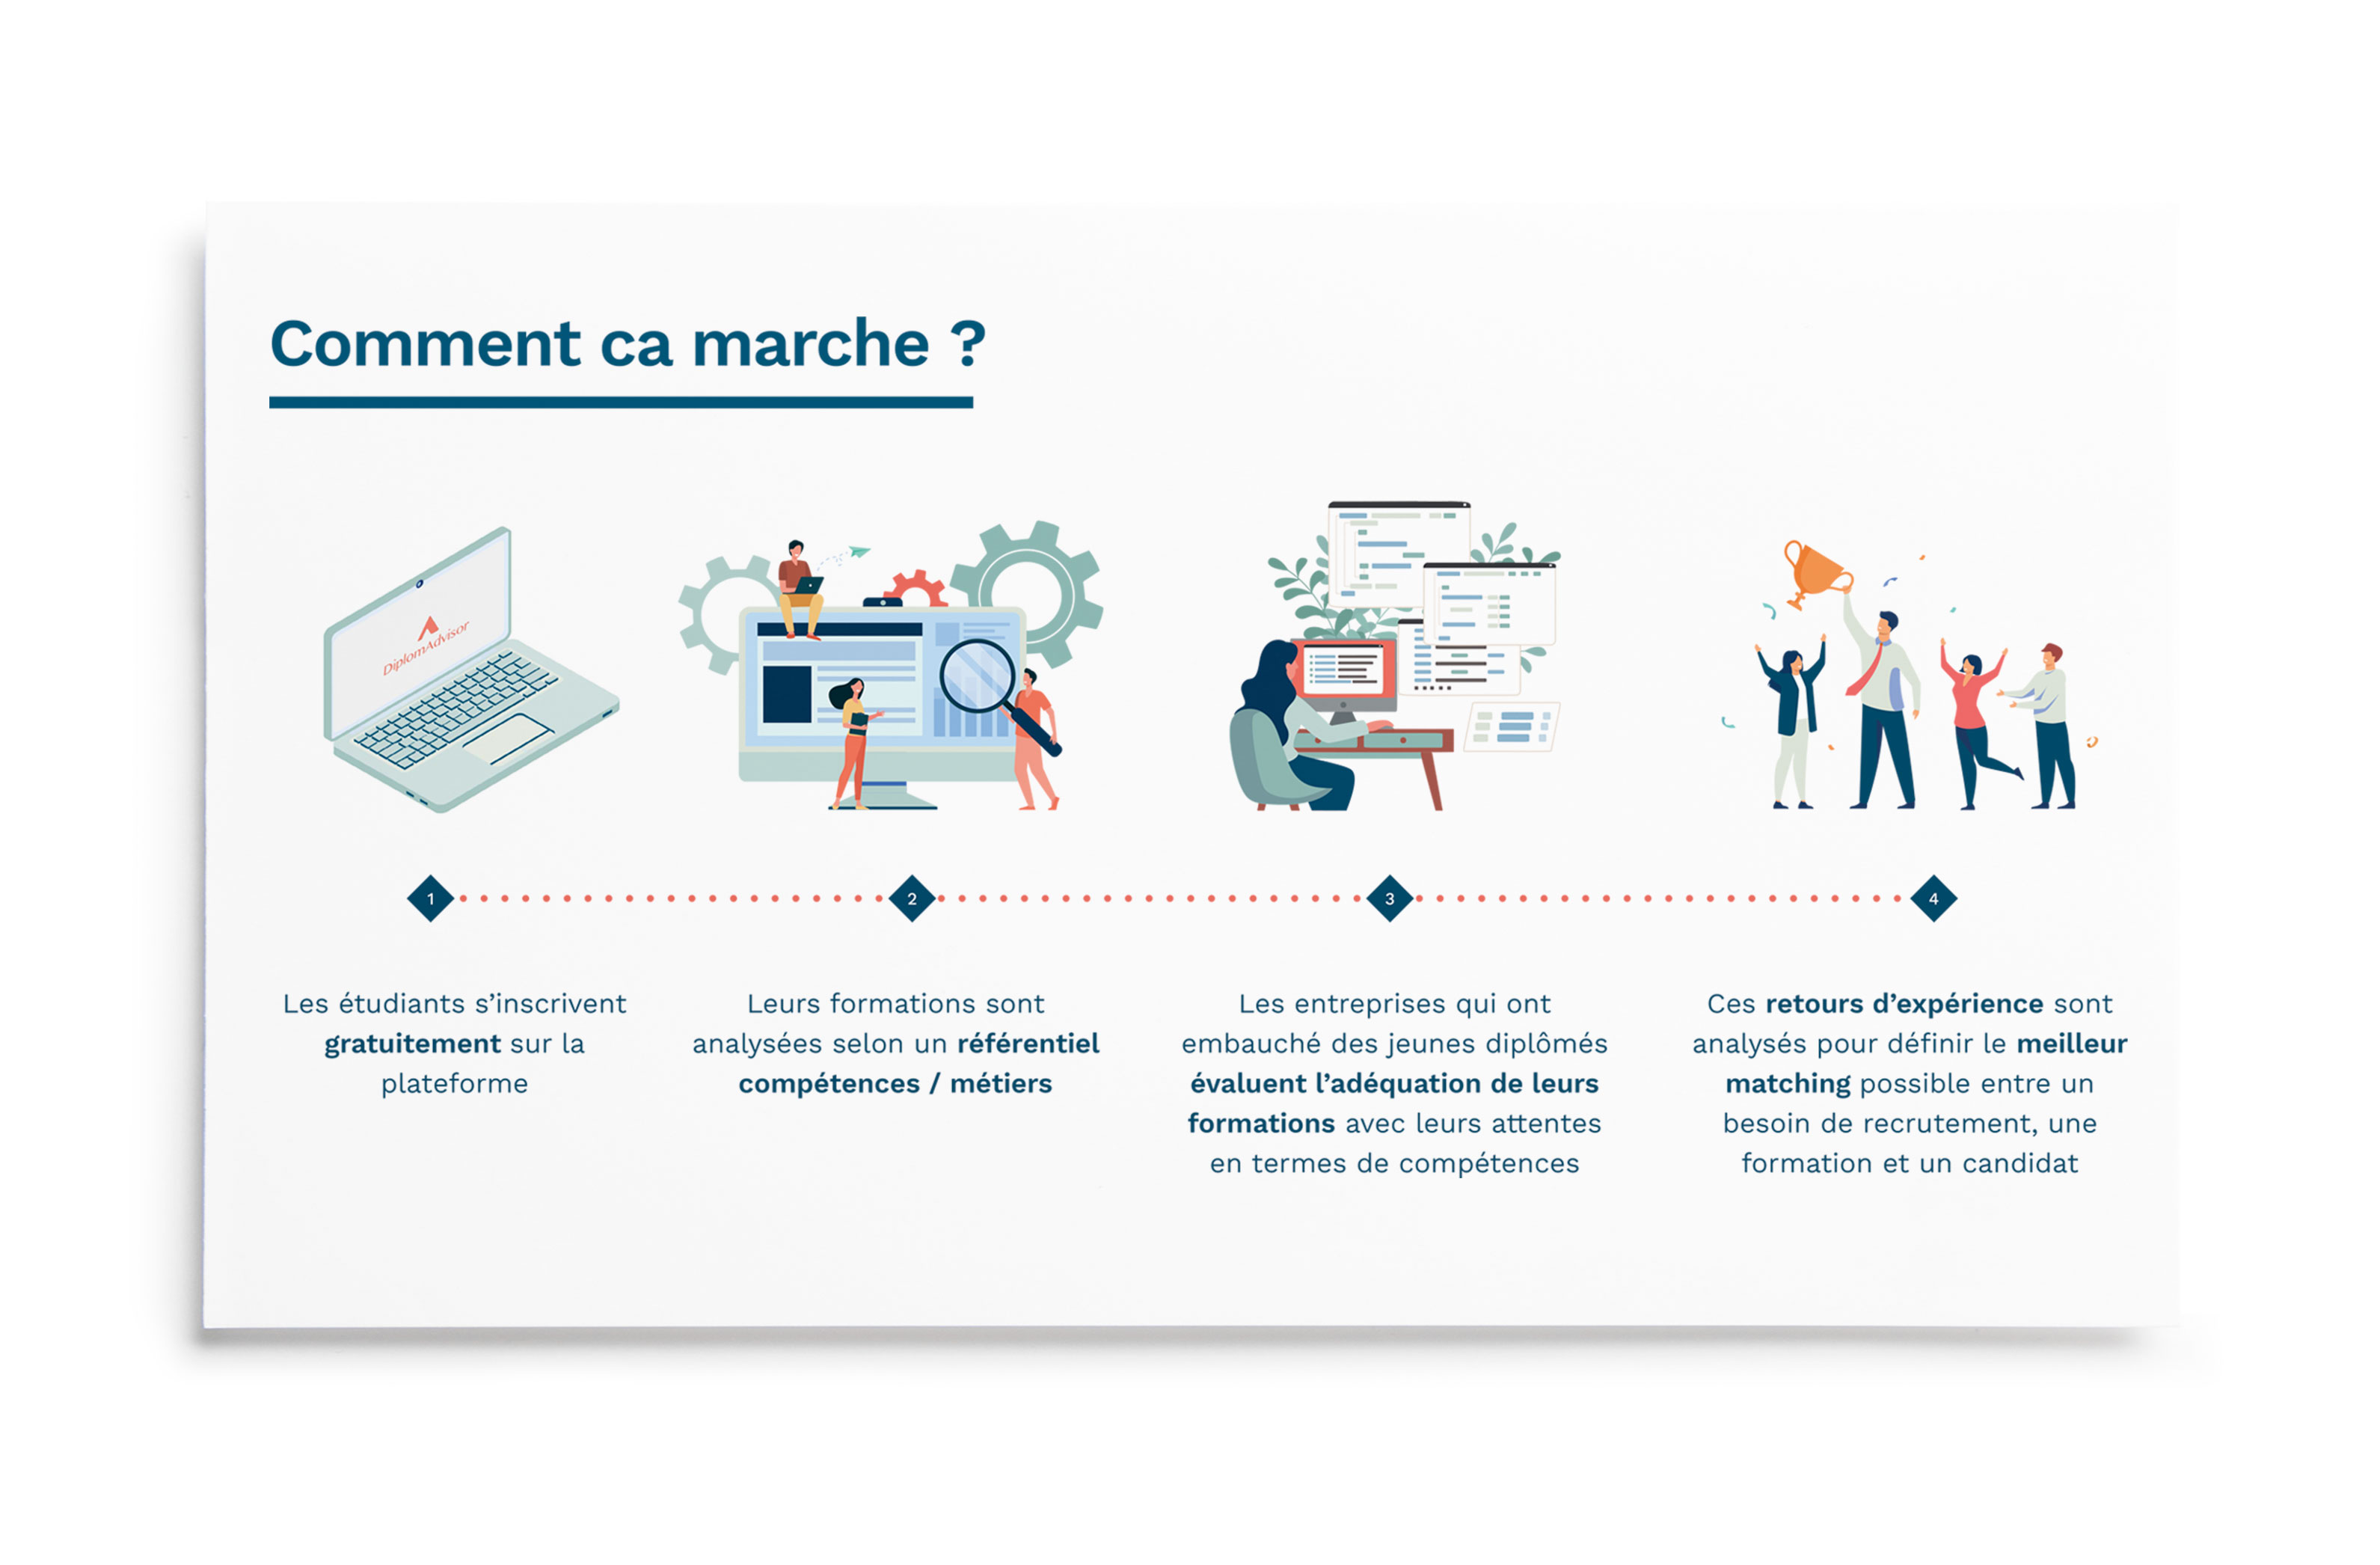 Comment ca marche ?
DiplomAdvisor
1
2
3
4
Les étudiants s’inscrivent
gratuitement sur la
plateforme
Leurs formations sont
analysées selon un référentiel
compétences / métiers
Les entreprises qui ont
embauché des jeunes diplômés
évaluent l’adéquation de leurs
formations avec leurs attentes
en termes de compétences
Ces retours d’expérience sont
analysés pour définir le meilleur
matching possible entre un
besoin de recrutement, une
formation et un candidat